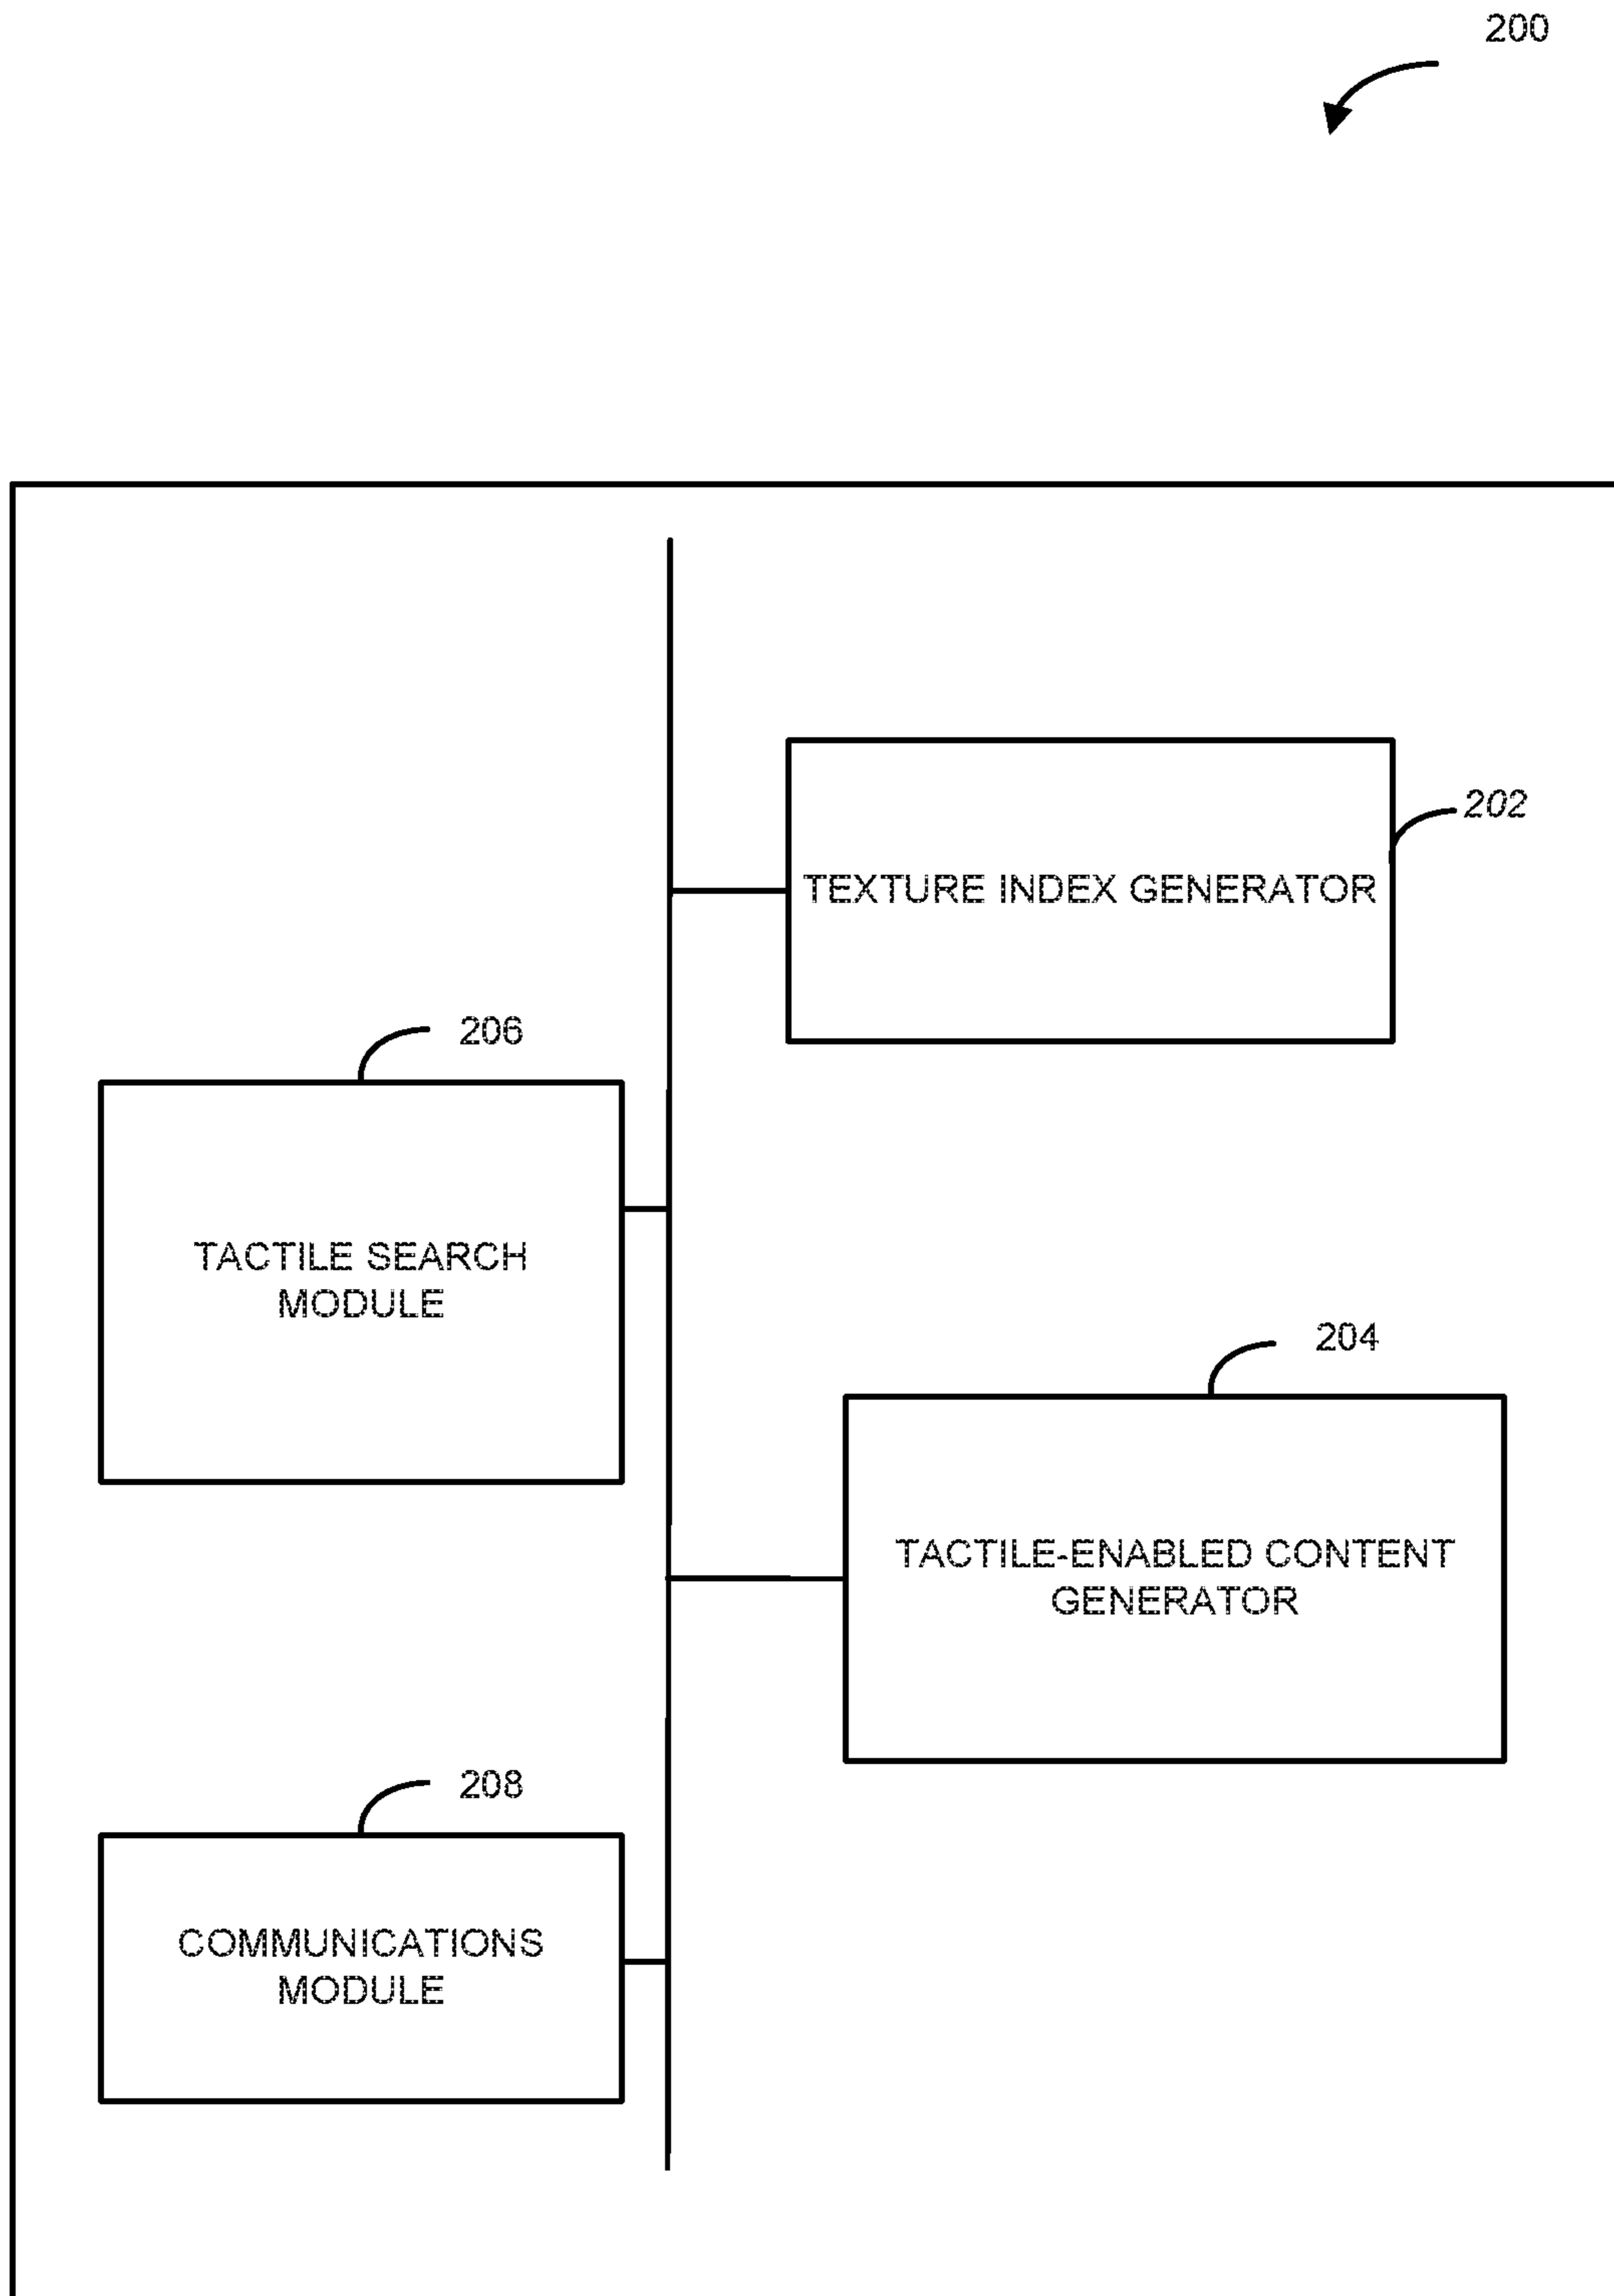 200
202
TEXTURE INDEX GENERATOR
206
TACTILE SEARCH
MODULE
204
TACTILE-ENABLED CONTENT
GENERATOR
208
COMMUNICATIONS
MODULE